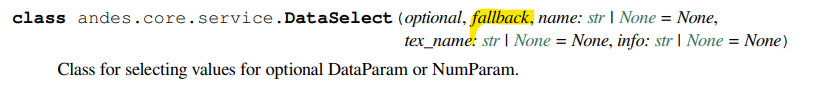 class andes.core.service.DataSelect(optional, fallback, name: str | None = None,
tex_name: str | None = None, info: str | None = None)
Class for selecting values for optional DataParam or NumParam.